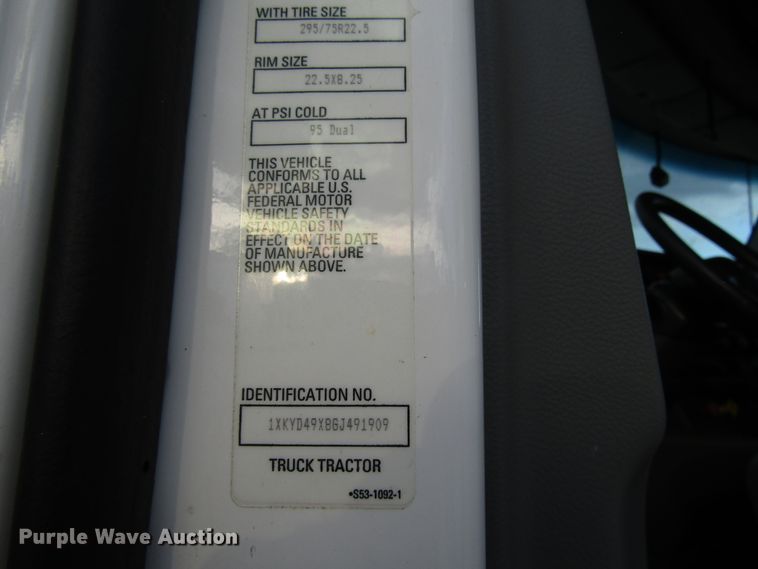 WITH TIRE SIZE
295/75R22.5
RIM SIZE
22.5X8.25
AT PSI COLD
95 Dual
THIS VEHICLE
CONFORMS TO ALL
APPLICABLE U.S.
FEDERAL MOTOR
VEHICLE SAFETY
STANDARDS IN
EFFECT ON THE DATE
OF MANUFACTURE
SHOWN ABOVE.
IDENTIFICATION NO.
1XKYD49X8GJ491909
TRUCK TRACTOR
•S53-1092-1
Purple Wave Auction